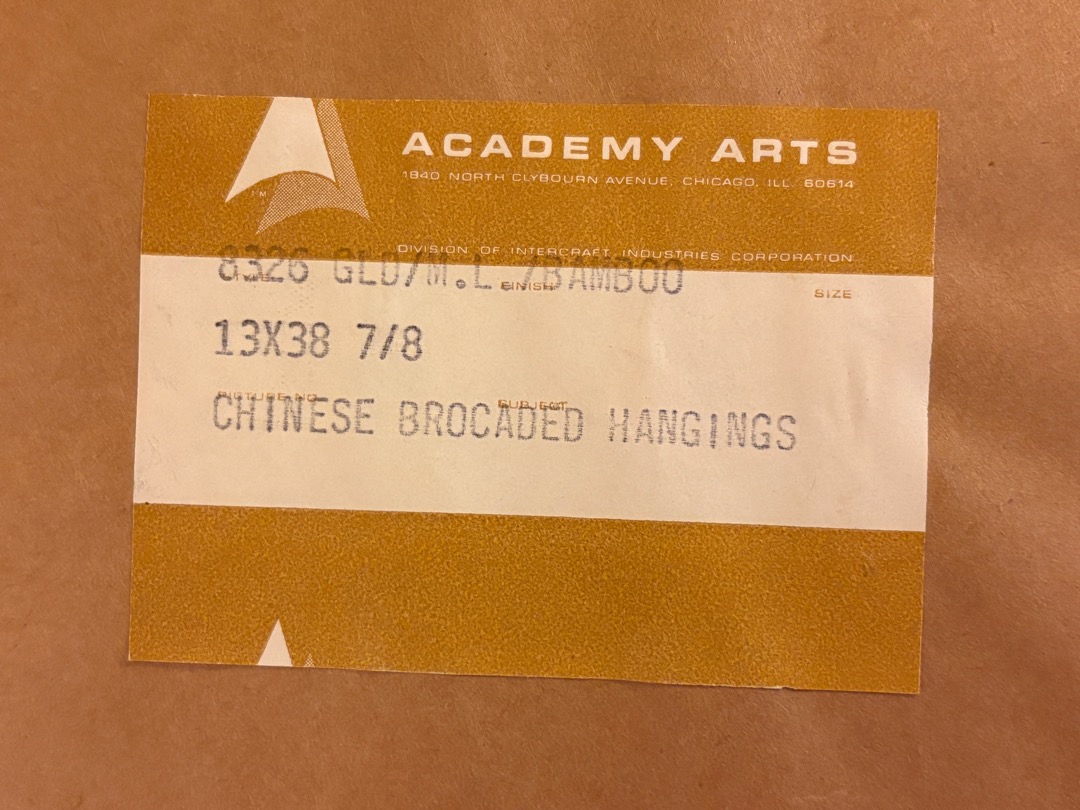 ACADEMY ARTS
1840 NORTH CLYBOURN AVENUE, CHICAGO, ILL. 60614
TM
DIVISION OF INTERCRAFT INDUSTRIES CORPORATION
8326 GLD/M.L./BAMBOO
FINISH SIZE
13X38 7/8
PICTURE NO. SUBJECT
CHINESE BROCADED HANGINGS